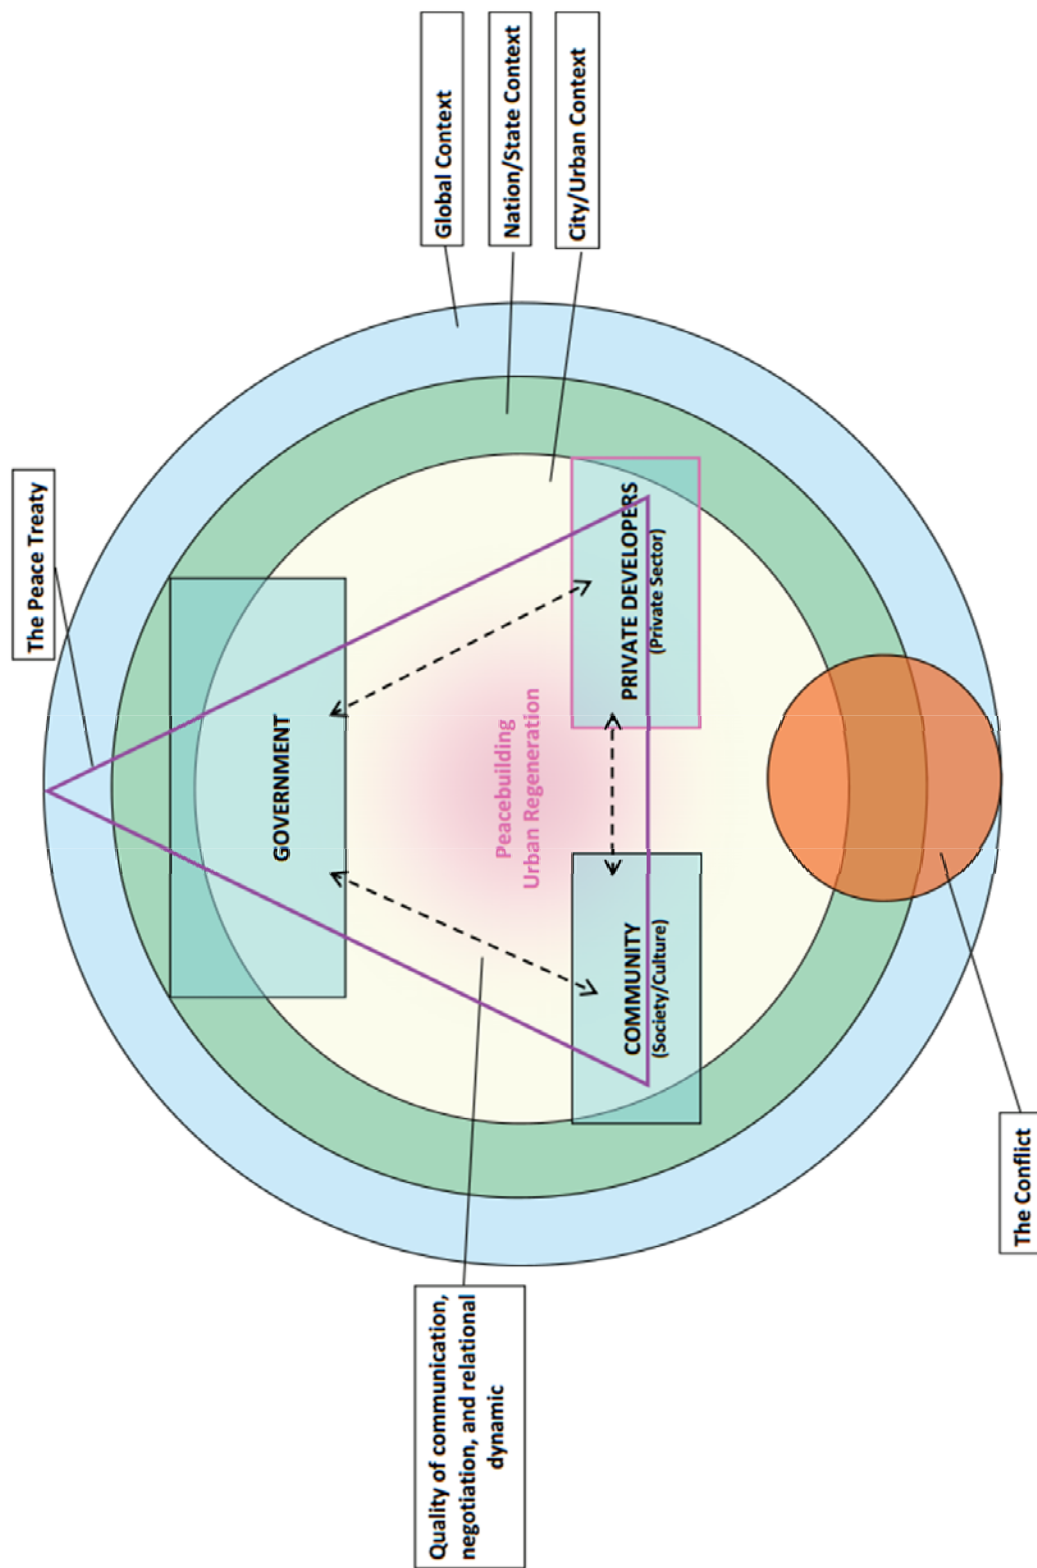 The Peace Treaty
Global Context
Nation/State Context
City/Urban Context
GOVERNMENT
Peacebuilding
Urban Regeneration
COMMUNITY
(Society/Culture)
PRIVATE DEVELOPERS
(Private Sector)
Quality of communication,
negotiation, and relational
dynamic
The Conflict